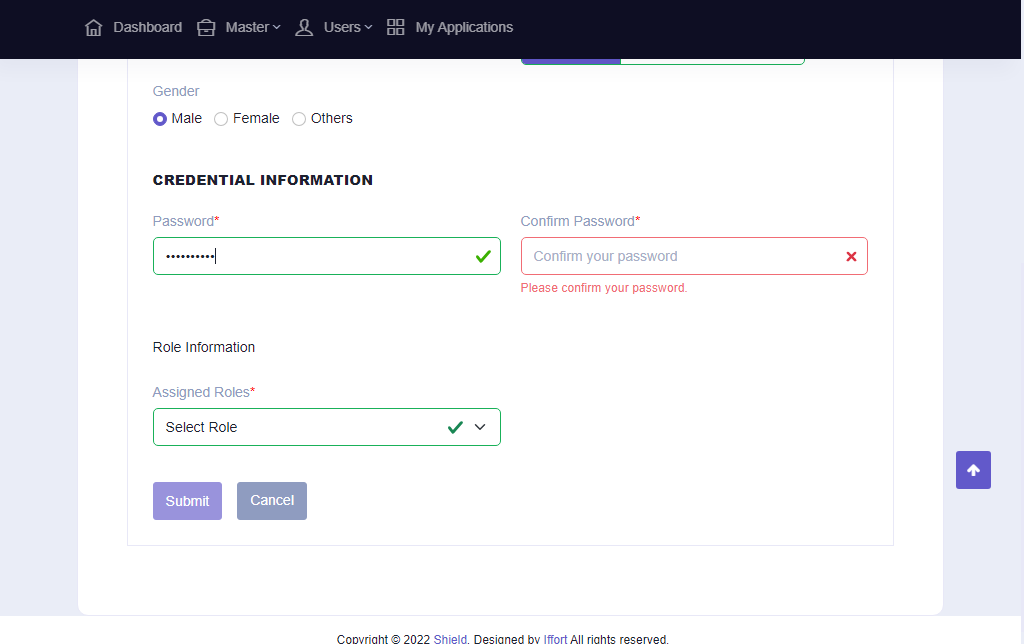 Dashboard Master Users My Applications
Gender
Male Female Others
CREDENTIAL INFORMATION
Password* Confirm Password*
•••••••••• Confirm your password
Please confirm your password.
Role Information
Assigned Roles*
Select Role
Submit Cancel
Copyright © 2022 Shield. Designed by Iffort All rights reserved.